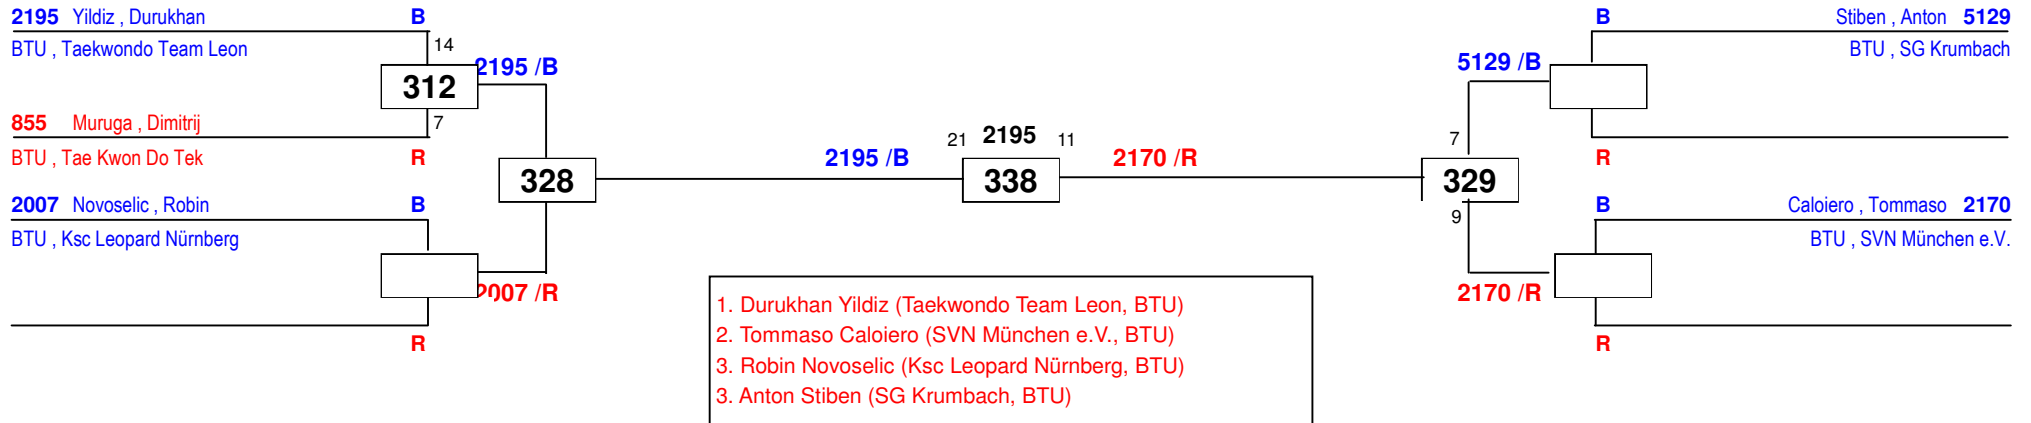 2195 Yildiz , Durukhan B
BTU , Taekwondo Team Leon
14
2195 /B
312
855 Muruga , Dimitrij
7
BTU , Tae Kwon Do Tek R
328
2007 Novoselic , Robin B
BTU , Ksc Leopard Nürnberg
2007 /R
R
2195 /B
21 2195 11
338
2170 /R
B Stiben , Anton 5129
BTU , SG Krumbach
5129 /B
7
R
329
9
B Caloiero , Tommaso 2170
BTU , SVN München e.V.
2170 /R
R
1. Durukhan Yildiz (Taekwondo Team Leon, BTU)
2. Tommaso Caloiero (SVN München e.V., BTU)
3. Robin Novoselic (Ksc Leopard Nürnberg, BTU)
3. Anton Stiben (SG Krumbach, BTU)